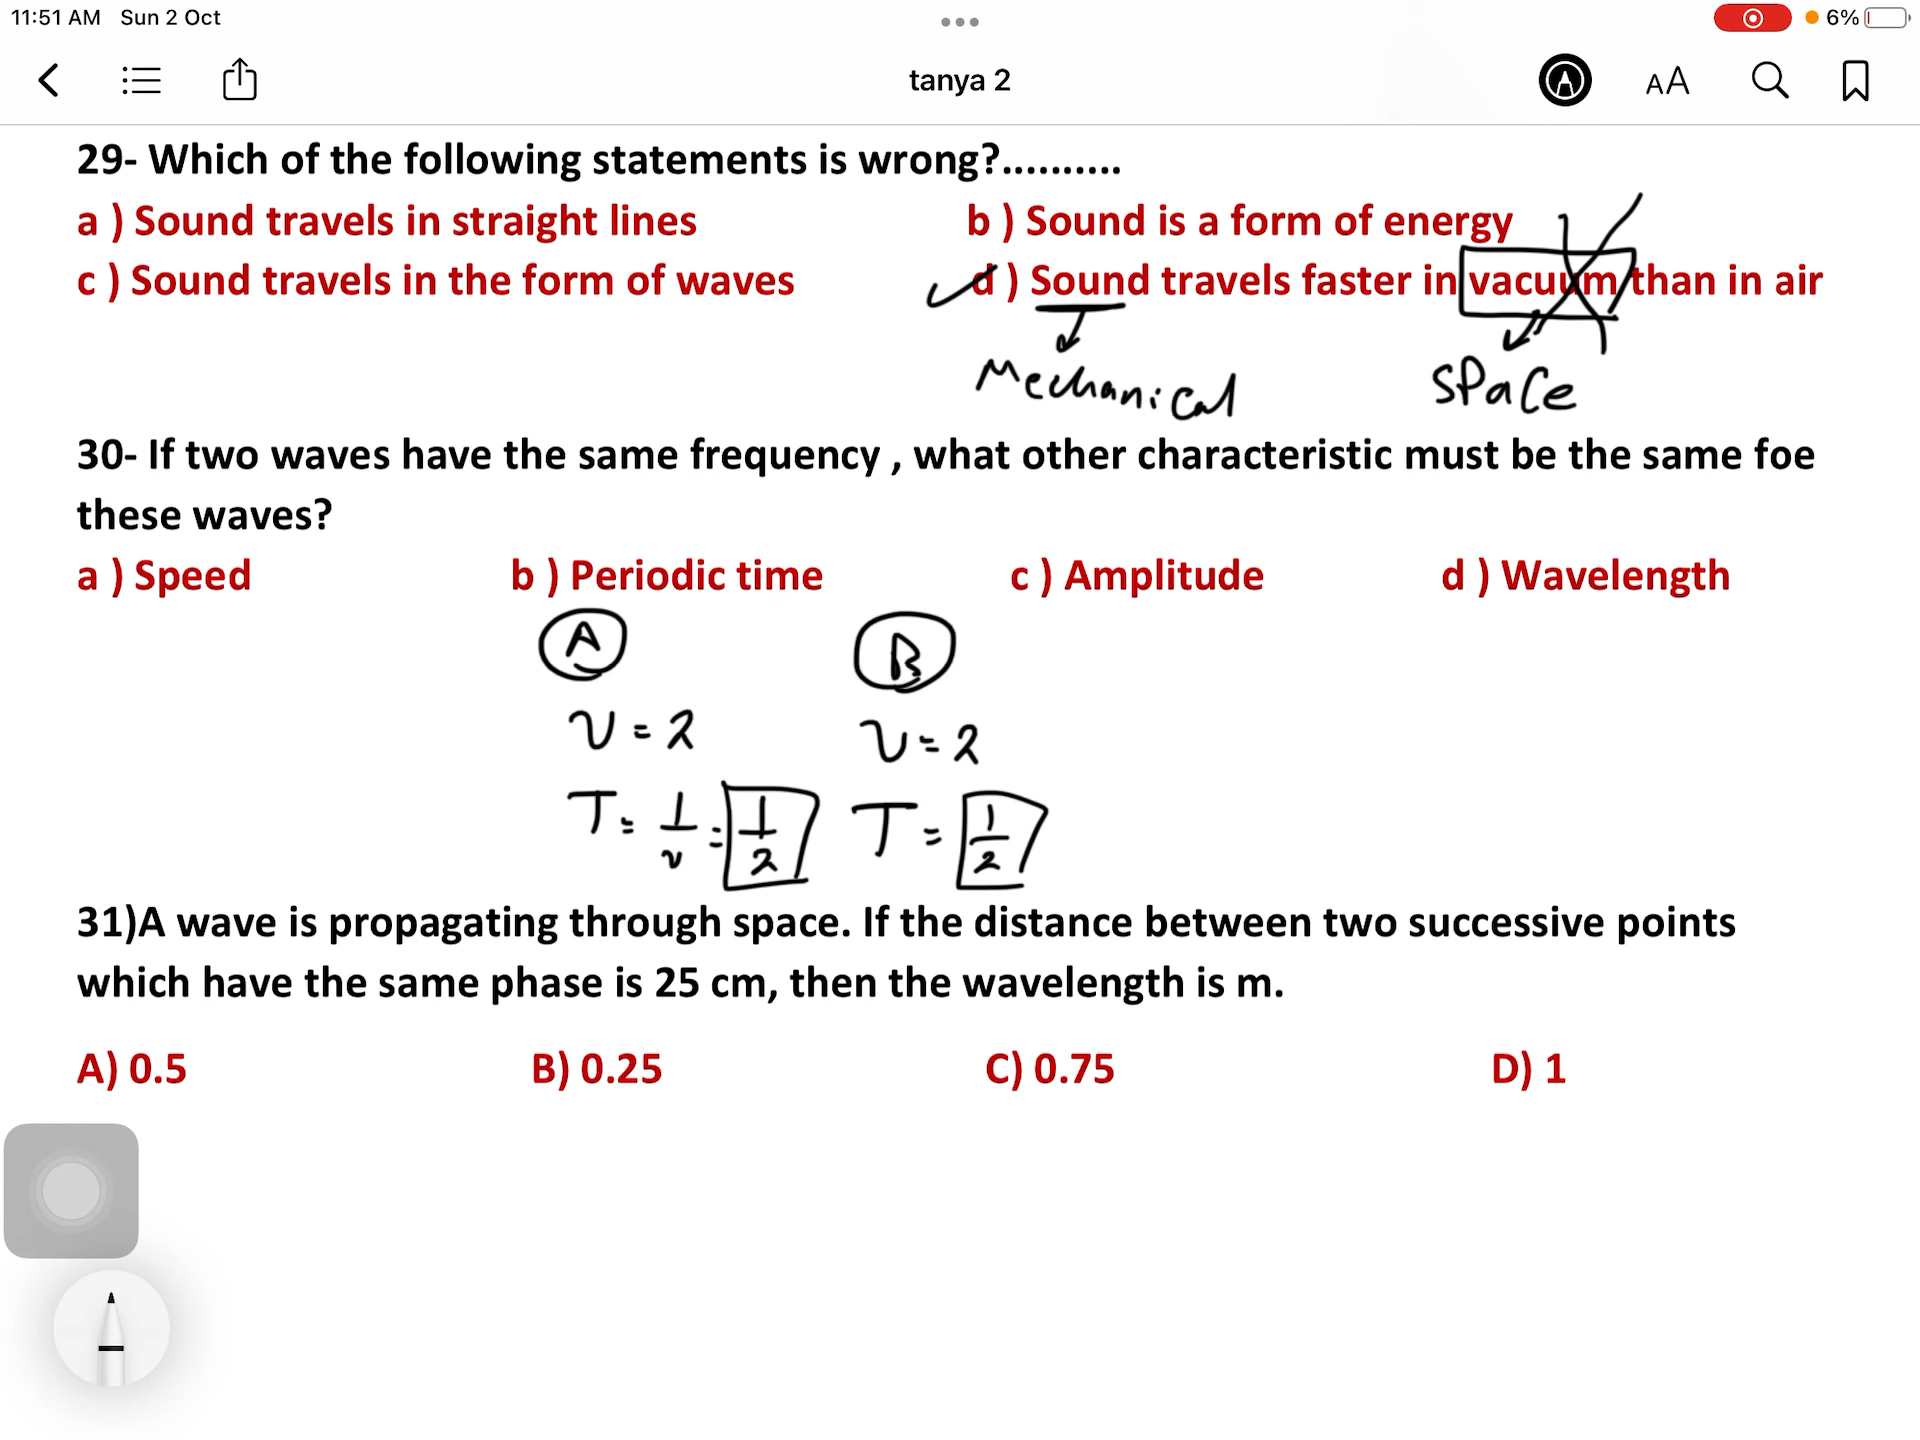 11:51 AM Sun 2 Oct
6%
tanya 2
AA
29- Which of the following statements is wrong?..........
a ) Sound travels in straight lines b ) Sound is a form of energy
c ) Sound travels in the form of waves d ) Sound travels faster in vacuum than in air
Mechanical space
30- If two waves have the same frequency , what other characteristic must be the same foe
these waves?
a ) Speed b ) Periodic time c ) Amplitude d ) Wavelength
A B
ν = 2 ν = 2
T = 1/ν = 1/2 T = 1/2
31)A wave is propagating through space. If the distance between two successive points
which have the same phase is 25 cm, then the wavelength is m.
A) 0.5 B) 0.25 C) 0.75 D) 1